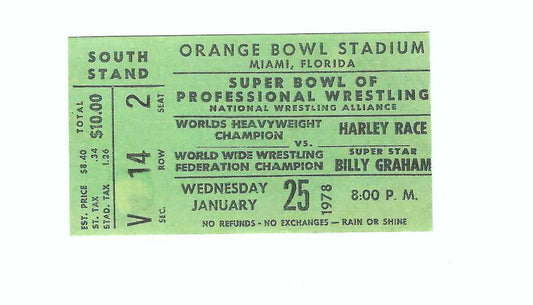 SOUTH
STAND
TOTAL
$10.00
EST. PRICE $8.40
ST. TAX .34
STAD. TAX 1.26
2 SEAT
14 ROW
V SEC.
ORANGE BOWL STADIUM
MIAMI, FLORIDA
SUPER BOWL OF
PROFESSIONAL WRESTLING
NATIONAL WRESTLING ALLIANCE
WORLDS HEAVYWEIGHT
CHAMPION
HARLEY RACE
VS.
WORLD WIDE WRESTLING
FEDERATION CHAMPION
SUPER STAR
BILLY GRAHAM
WEDNESDAY
JANUARY
25
1978
8:00 P. M.
NO REFUNDS - NO EXCHANGES — RAIN OR SHINE